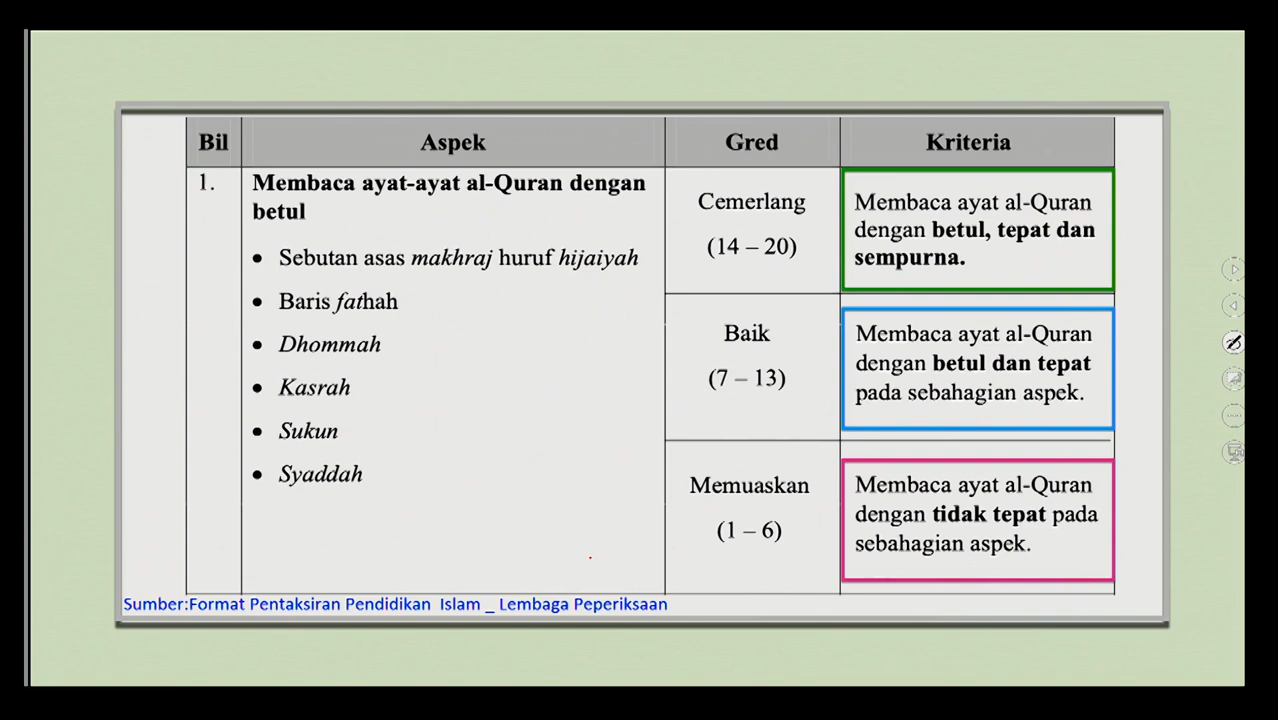 Bil Aspek Gred Kriteria
1. Membaca ayat-ayat al-Quran dengan
betul
• Sebutan asas makhraj huruf hijaiyah
• Baris fathah
• Dhommah
• Kasrah
• Sukun
• Syaddah
Cemerlang
(14 – 20)
Membaca ayat al-Quran
dengan betul, tepat dan
sempurna.
Baik
(7 – 13)
Membaca ayat al-Quran
dengan betul dan tepat
pada sebahagian aspek.
Memuaskan
(1 – 6)
Membaca ayat al-Quran
dengan tidak tepat pada
sebahagian aspek.
Sumber:Format Pentaksiran Pendidikan Islam _ Lembaga Peperiksaan